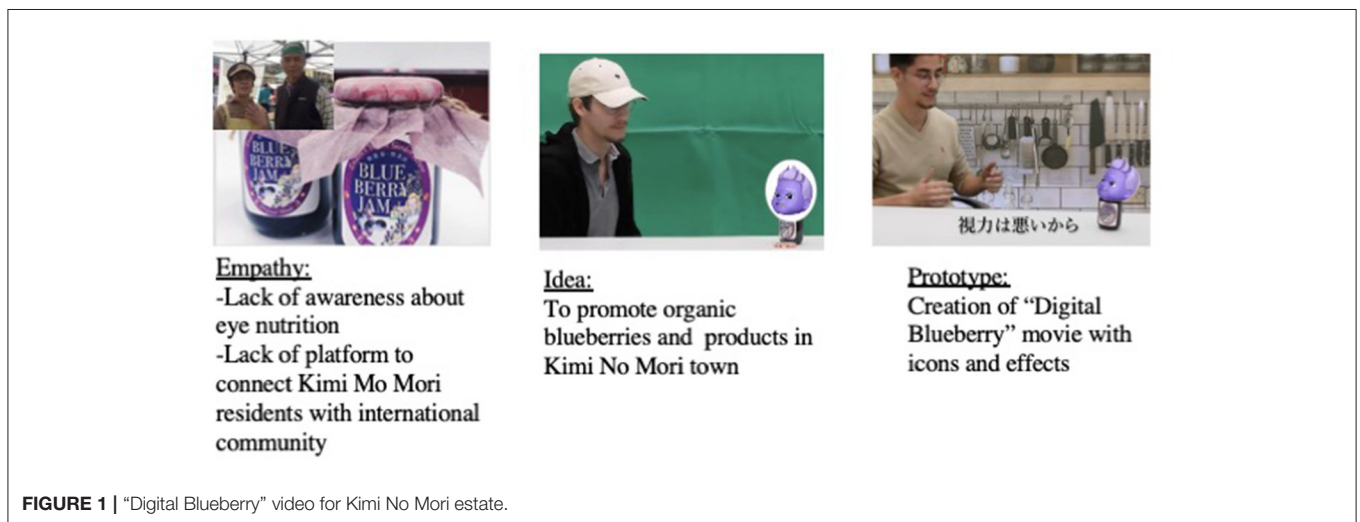 BLUE
BERRY
JAM
BLUE
BERRY
JAM
視力は悪いから
Empathy:
-Lack of awareness about
eye nutrition
-Lack of platform to
connect Kimi Mo Mori
residents with international
community
Idea:
To promote organic
blueberries and products in
Kimi No Mori town
Prototype:
Creation of “Digital
Blueberry” movie with
icons and effects
FIGURE 1 | “Digital Blueberry” video for Kimi No Mori estate.